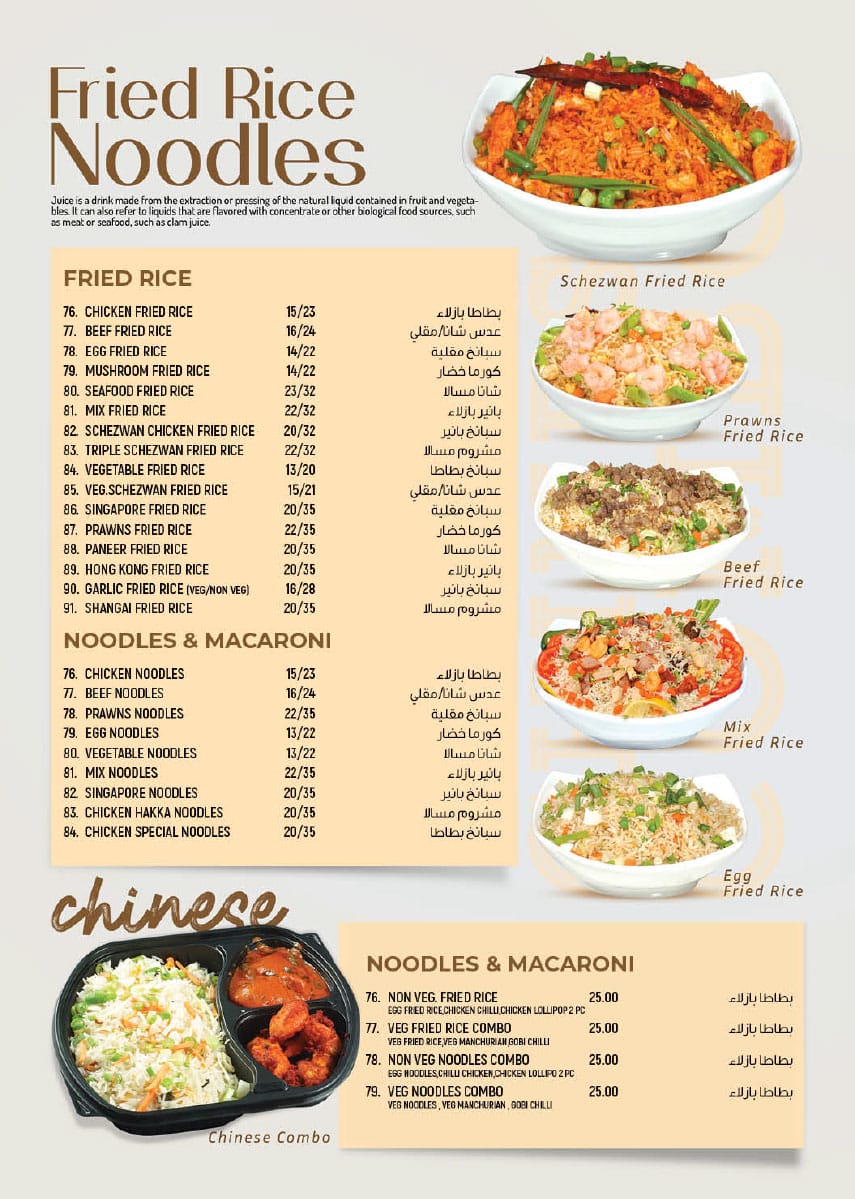 Fried Rice
Noodles
Juice is a drink made from the extraction or pressing of the natural liquid contained in fruit and vegeta-
bles. It can also refer to liquids that are flavored with concentrate or other biological food sources, such
as meat or seafood, such as clam juice.
Schezwan Fried Rice
FRIED RICE
76. CHICKEN FRIED RICE 15/23 بطاطا بازلاء
77. BEEF FRIED RICE 16/24 عدس شانا/مقلي
78. EGG FRIED RICE 14/22 سبانخ مقلية
79. MUSHROOM FRIED RICE 14/22 كورما خضار
80. SEAFOOD FRIED RICE 23/32 شانا مسالا
81. MIX FRIED RICE 22/32 بانير بازلاء
82. SCHEZWAN CHICKEN FRIED RICE 20/32 سبانخ بانير
83. TRIPLE SCHEZWAN FRIED RICE 22/32 مشروم مسالا
84. VEGETABLE FRIED RICE 13/20 سبانخ بطاطا
85. VEG.SCHEZWAN FRIED RICE 15/21 عدس شانا/مقلي
86. SINGAPORE FRIED RICE 20/35 سبانخ مقلية
87. PRAWNS FRIED RICE 22/35 كورما خضار
88. PANEER FRIED RICE 20/35 شانا مسالا
89. HONG KONG FRIED RICE 20/35 بانير بازلاء
90. GARLIC FRIED RICE (VEG/NON VEG) 16/28 سبانخ بانير
91. SHANGAI FRIED RICE 20/35 مشروم مسالا
NOODLES & MACARONI
76. CHICKEN NOODLES 15/23 بطاطا بازلاء
77. BEEF NOODLES 16/24 عدس شانا/مقلي
78. PRAWNS NOODLES 22/35 سبانخ مقلية
79. EGG NOODLES 13/22 كورما خضار
80. VEGETABLE NOODLES 13/22 شانا مسالا
81. MIX NOODLES 22/35 بانير بازلاء
82. SINGAPORE NOODLES 20/35 سبانخ بانير
83. CHICKEN HAKKA NOODLES 20/35 مشروم مسالا
84. CHICKEN SPECIAL NOODLES 20/35 سبانخ بطاطا
Prawns
Fried Rice
Beef
Fried Rice
Mix
Fried Rice
Egg
Fried Rice
chinese
Chinese Combo
NOODLES & MACARONI
76. NON VEG. FRIED RICE 25.00 بطاطا بازلاء
EGG FRIED RICE,CHICKEN CHILLI,CHICKEN LOLLIPOP 2 PC
77. VEG FRIED RICE COMBO 25.00 بطاطا بازلاء
VEG FRIED RICE,VEG MANCHURIAN,GOBI CHILLI
78. NON VEG NOODLES COMBO 25.00 بطاطا بازلاء
EGG NOODLES,CHILLI CHICKEN,CHICKEN LOLLIPO 2 PC
79. VEG NOODLES COMBO 25.00 بطاطا بازلاء
VEG NOODLES , VEG MANCHURIAN , GOBI CHILLI